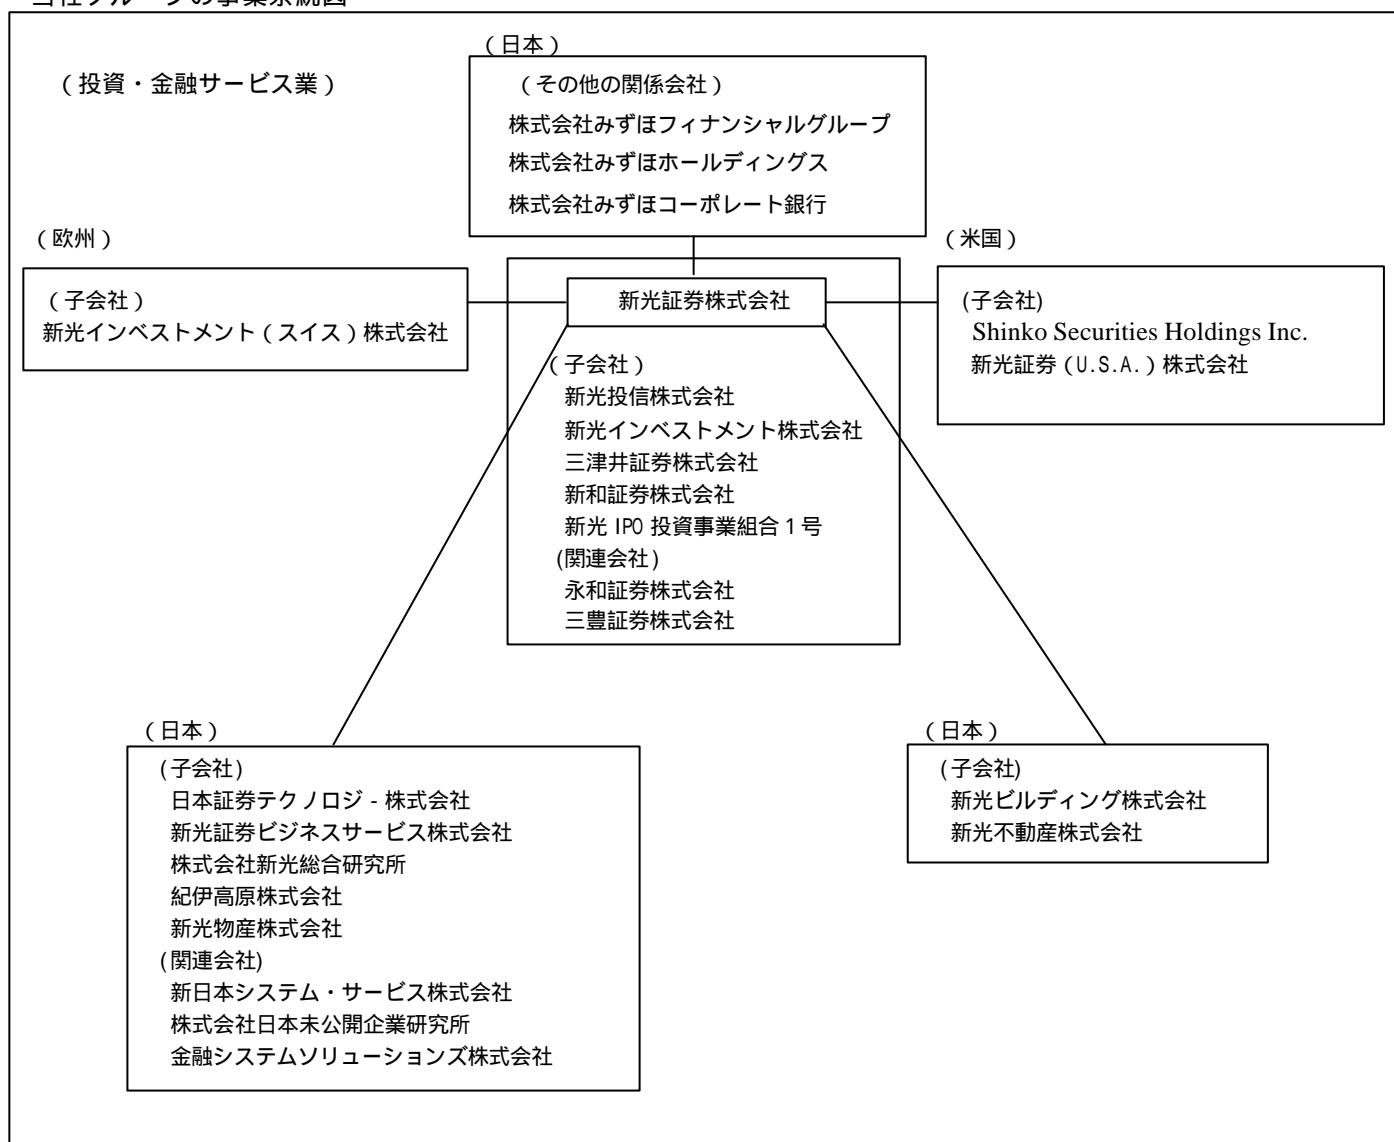 当社グループの事業系統図
（日本）
（投資・金融サービス業）
（その他の関係会社）
株式会社みずほフィナンシャルグループ
株式会社みずほホールディングス
株式会社みずほコーポレート銀行
（欧州）
（米国）
（子会社）
新光インベストメント（スイス）株式会社
新光証券株式会社
(子会社)
Shinko Securities Holdings Inc.
新光証券（U.S.A.）株式会社
（子会社）
新光投信株式会社
新光インベストメント株式会社
三津井証券株式会社
新和証券株式会社
新光 IPO 投資事業組合１号
(関連会社)
永和証券株式会社
三豊証券株式会社
（日本）
(子会社)
日本証券テクノロジ - 株式会社
新光証券ビジネスサービス株式会社
株式会社新光総合研究所
紀伊高原株式会社
新光物産株式会社
(関連会社)
新日本システム・サービス株式会社
株式会社日本未公開企業研究所
金融システムソリューションズ株式会社
（日本）
(子会社)
新光ビルディング株式会社
新光不動産株式会社